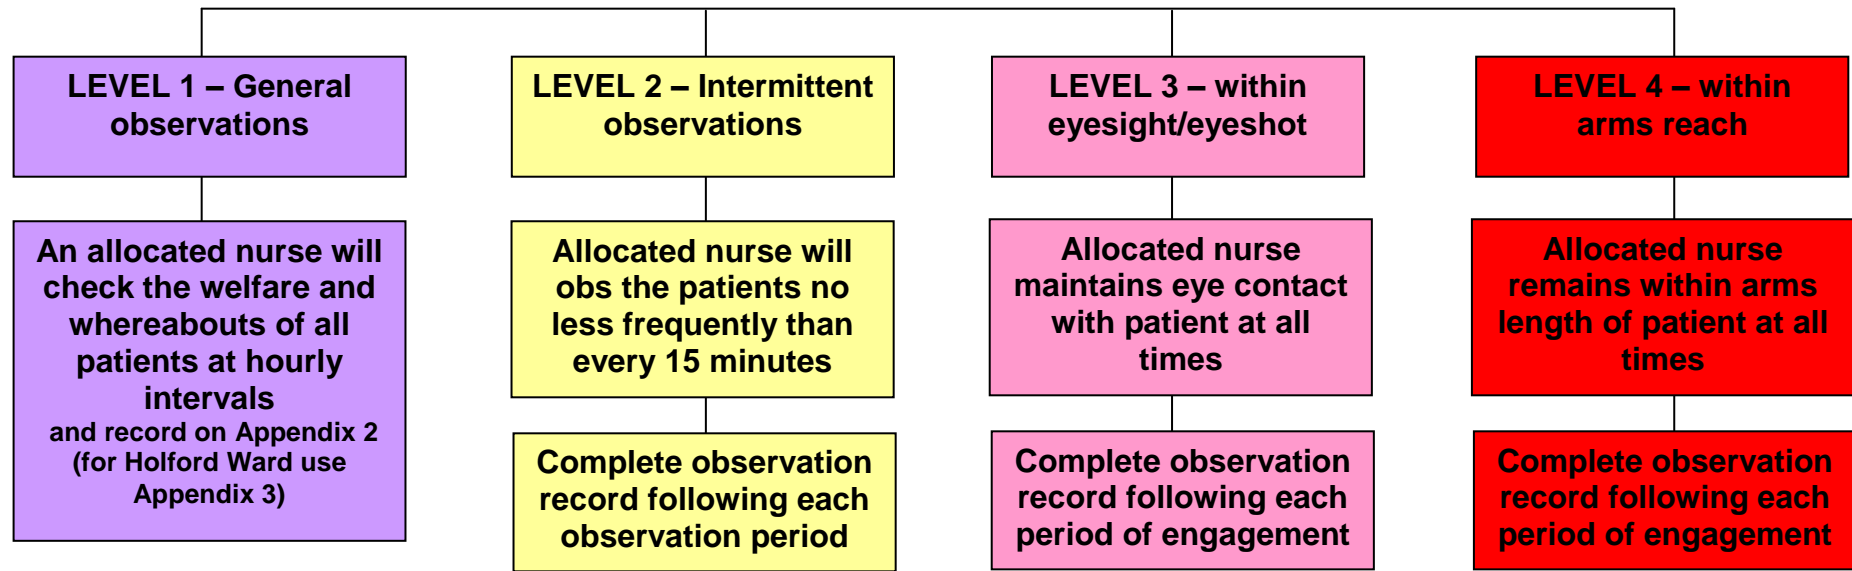 LEVEL 1 – General
observations
An allocated nurse will
check the welfare and
whereabouts of all
patients at hourly
intervals
and record on Appendix 2
(for Holford Ward use
Appendix 3)
LEVEL 2 – Intermittent
observations
Allocated nurse will
obs the patients no
less frequently than
every 15 minutes
Complete observation
record following each
observation period
LEVEL 3 – within
eyesight/eyeshot
Allocated nurse
maintains eye contact
with patient at all
times
Complete observation
record following each
period of engagement
LEVEL 4 – within
arms reach
Allocated nurse
remains within arms
length of patient at all
times
Complete observation
record following each
period of engagement